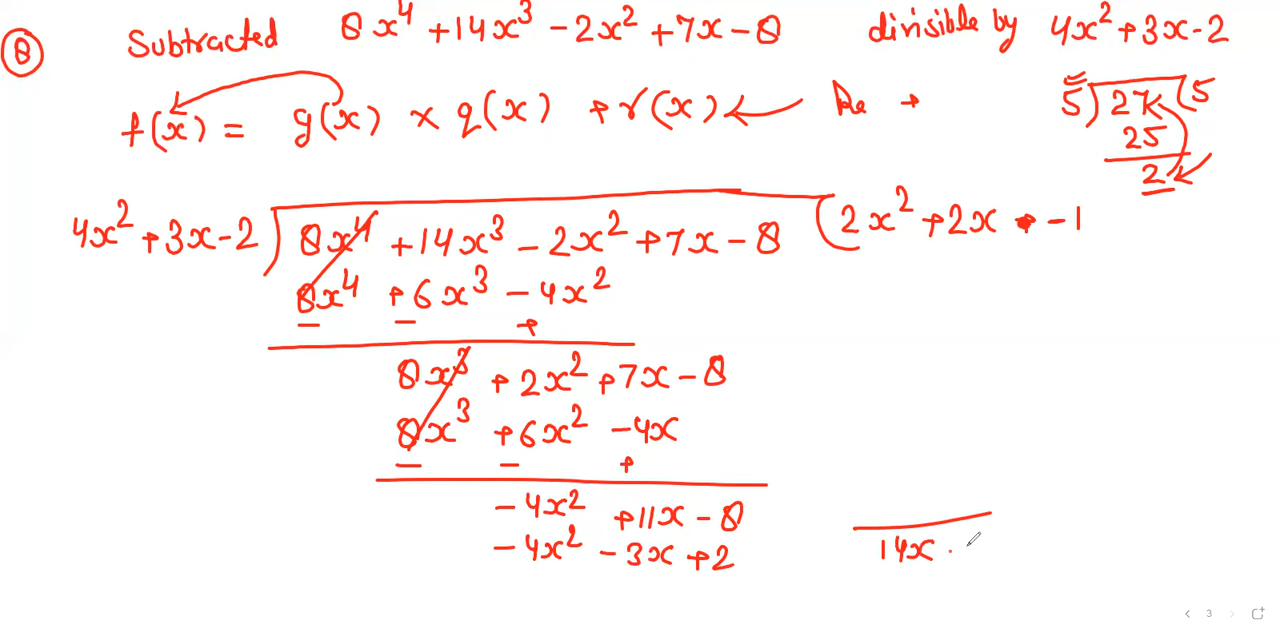 Q Subtracted 8x⁴ + 14x³ - 2x² + 7x - 8 divisible by 4x² + 3x - 2
f(x) = g(x) × q(x) + r(x) ← Re →
5) 27 (5
25
2
4x² + 3x - 2) 8x⁴ + 14x³ - 2x² + 7x - 8 (2x² + 2x - 1
8x⁴ + 6x³ - 4x²
- - +
8x³ + 2x² + 7x - 8
8x³ + 6x² - 4x
- - +
- 4x² + 11x - 8
- 4x² - 3x + 2
14x
3